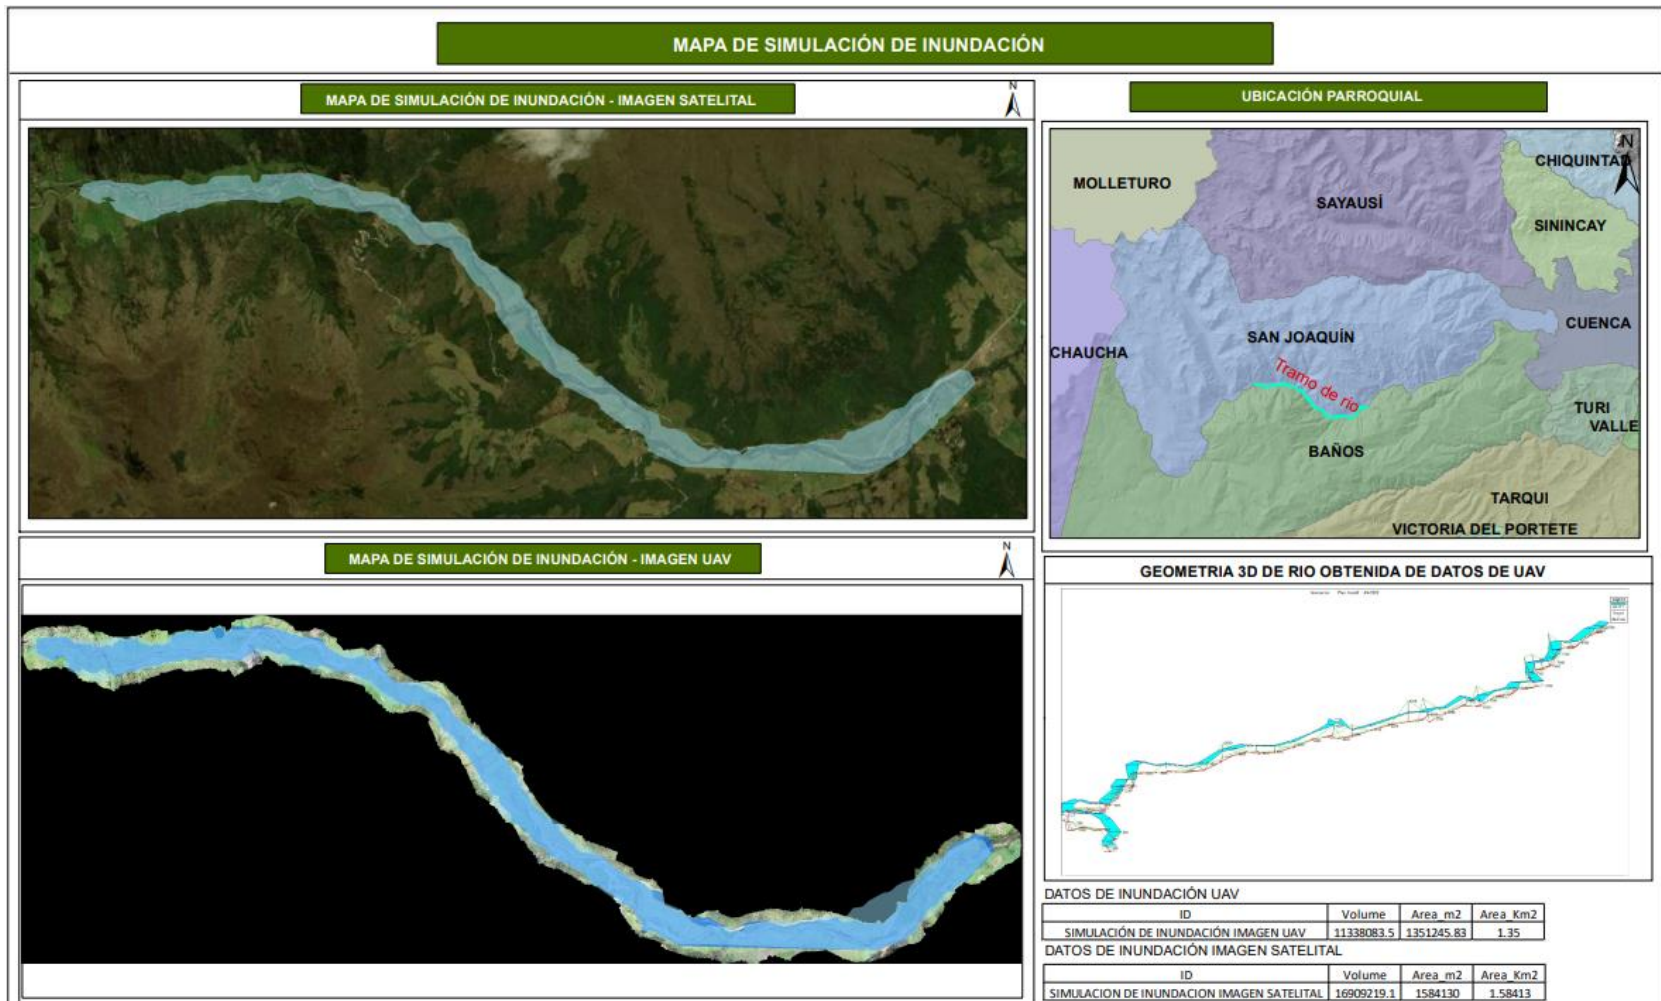 MAPA DE SIMULACIÓN DE INUNDACIÓN
MAPA DE SIMULACIÓN DE INUNDACIÓN - IMAGEN SATELITAL
N
UBICACIÓN PARROQUIAL
N
CHIQUINTAD
MOLLETURO
SAYAUSÍ
SININCAY
CUENCA
SAN JOAQUÍN
CHAUCHA
Tramo de río
TURI
VALLE
BAÑOS
TARQUI
VICTORIA DEL PORTETE
MAPA DE SIMULACIÓN DE INUNDACIÓN - IMAGEN UAV
N
GEOMETRIA 3D DE RIO OBTENIDA DE DATOS DE UAV
DATOS DE INUNDACIÓN UAV
ID Volume Area_m2 Area_Km2
SIMULACIÓN DE INUNDACIÓN IMAGEN UAV 11338083.5 1351245.83 1.35
DATOS DE INUNDACIÓN IMAGEN SATELITAL
ID Volume Area_m2 Area_Km2
SIMULACION DE INUNDACION IMAGEN SATELITAL 16909219.1 1584130 1.58413